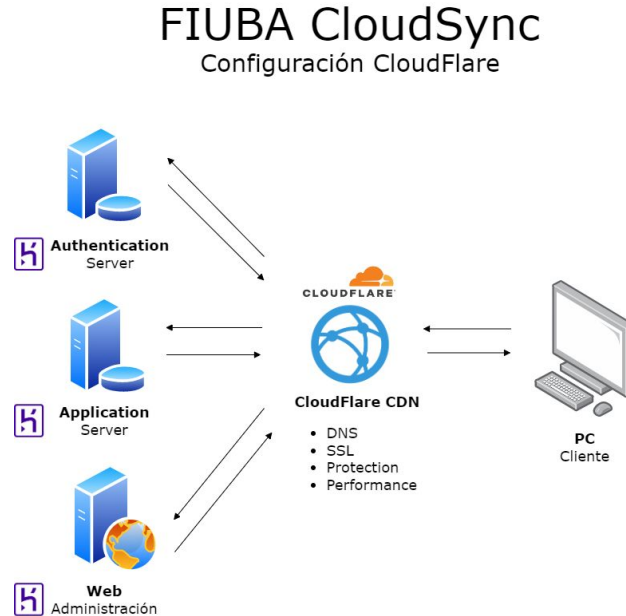 FIUBA CloudSync
Configuración CloudFlare
Authentication
Server
CLOUDFLARE
CloudFlare CDN
• DNS
• SSL
• Protection
• Performance
Application
Server
PC
Cliente
Web
Administración